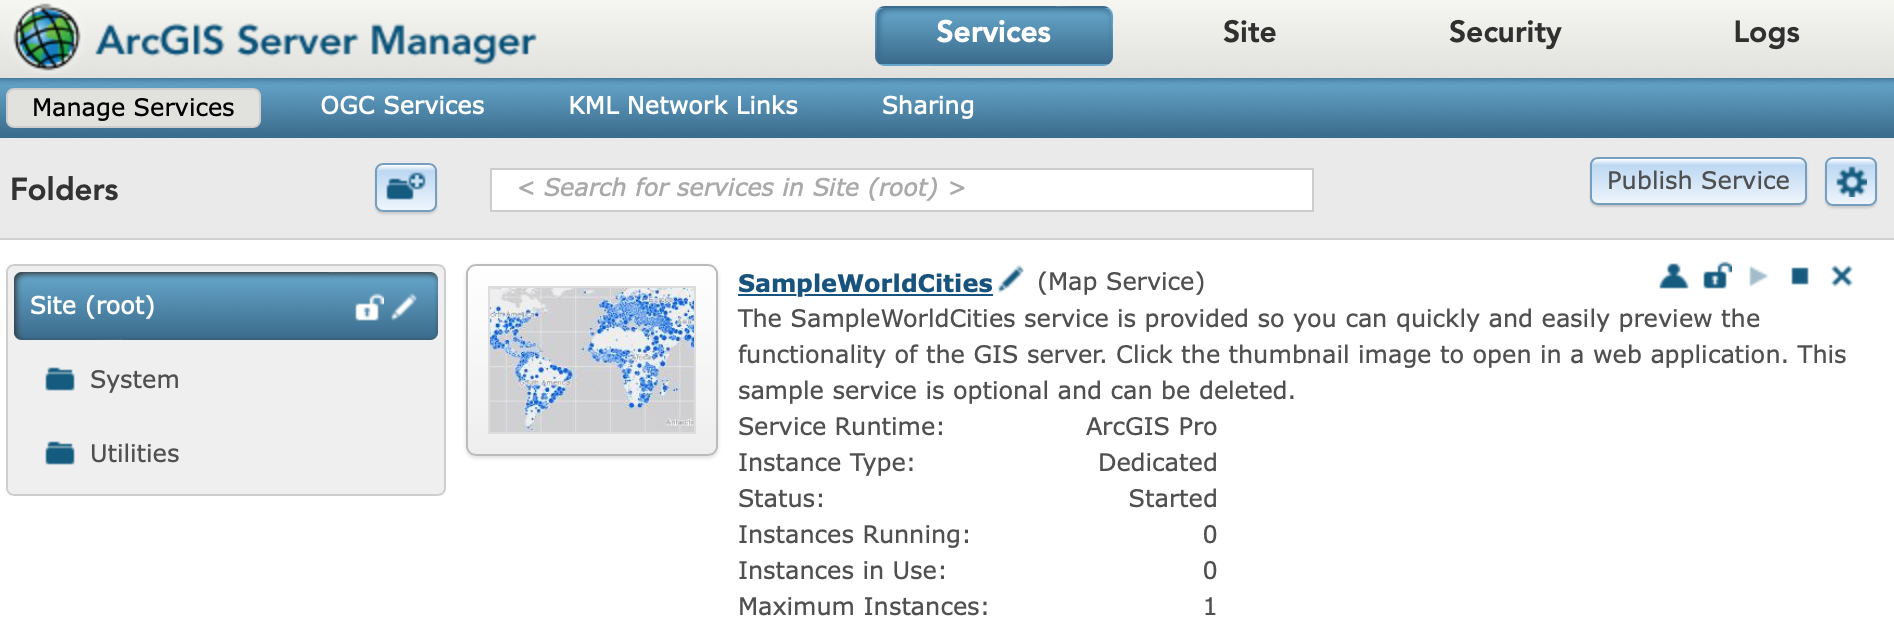 ArcGIS Server Manager
Services
Site
Security
Logs
Manage Services
OGC Services
KML Network Links
Sharing
Folders
< Search for services in Site (root) >
Publish Service
Site (root)
System
Utilities
SampleWorldCities (Map Service)
The SampleWorldCities service is provided so you can quickly and easily preview the
functionality of the GIS server. Click the thumbnail image to open in a web application. This
sample service is optional and can be deleted.
Service Runtime: ArcGIS Pro
Instance Type: Dedicated
Status: Started
Instances Running: 0
Instances in Use: 0
Maximum Instances: 1